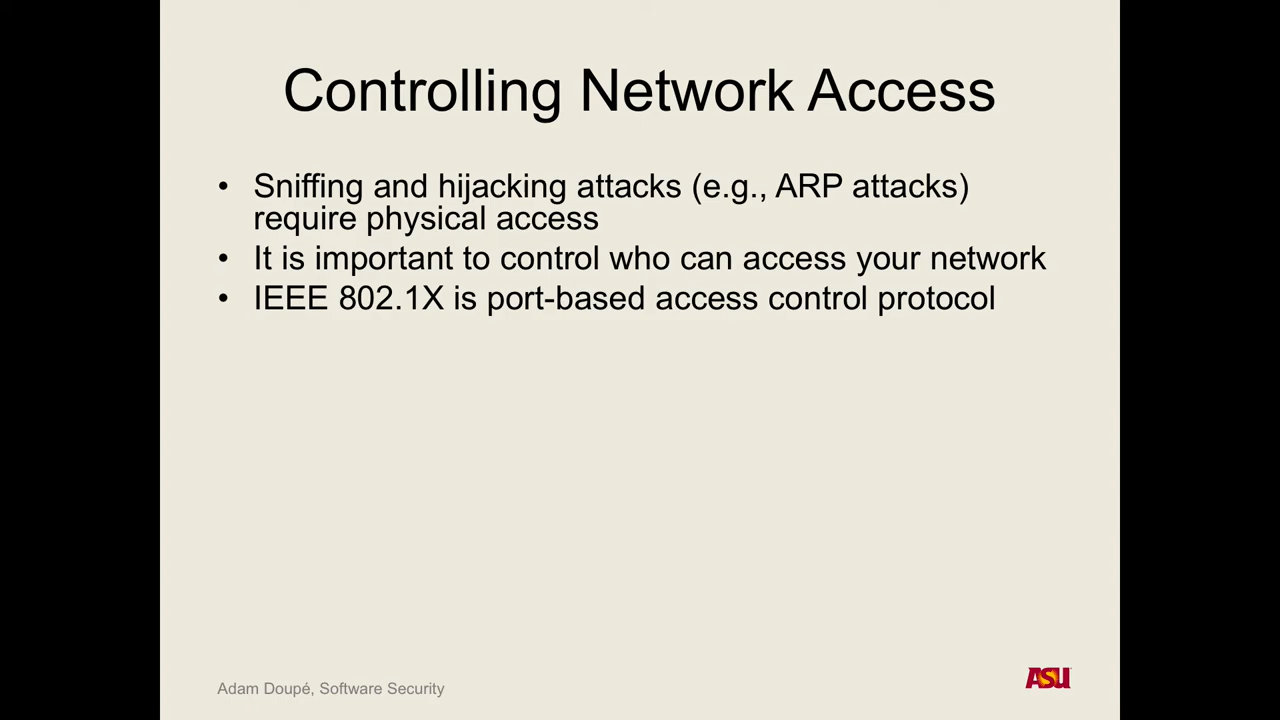 Controlling Network Access
• Sniffing and hijacking attacks (e.g., ARP attacks)
require physical access
• It is important to control who can access your network
• IEEE 802.1X is port-based access control protocol
Adam Doupé, Software Security
ASU